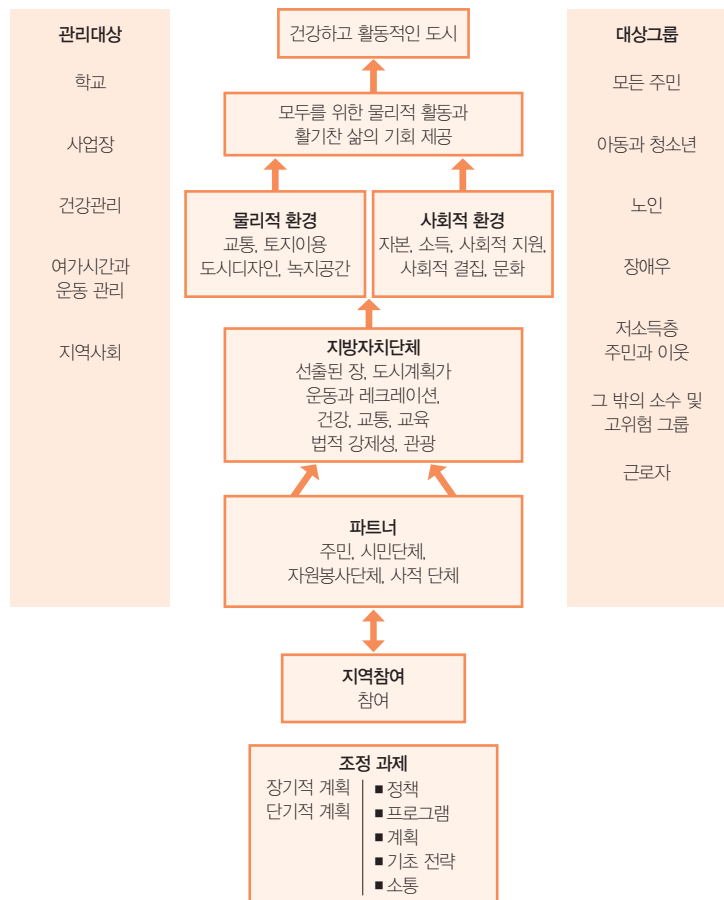 관리대상
학교
사업장
건강관리
여가시간과
운동 관리
지역사회
건강하고 활동적인 도시
모두를 위한 물리적 활동과
활기찬 삶의 기회 제공
물리적 환경
교통, 토지이용
도시디자인, 녹지공간
사회적 환경
자본, 소득, 사회적 지원,
사회적 결집, 문화
지방자치단체
선출된 장, 도시계획가
운동과 레크레이션,
건강, 교통, 교육
법적 강제성, 관광
파트너
주민, 시민단체,
자원봉사단체, 사적 단체
지역참여
참여
조정 과제
장기적 계획
단기적 계획
■ 정책
■ 프로그램
■ 계획
■ 기초 전략
■ 소통
대상그룹
모든 주민
아동과 청소년
노인
장애우
저소득층
주민과 이웃
그 밖의 소수 및
고위험 그룹
근로자